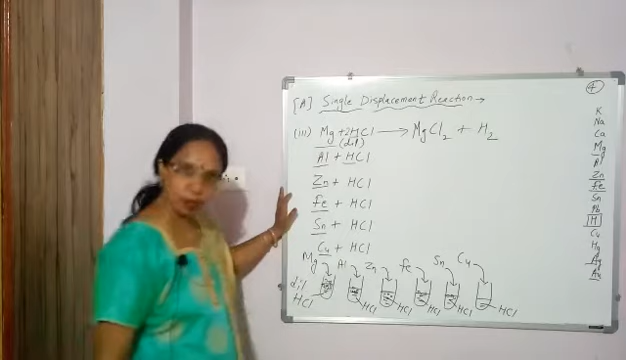 ④
[A] Single Displacement Reaction →
(iii) Mg + 2HCl → MgCl₂ + H₂
(dil)
Al + HCl
Zn + HCl
Fe + HCl
Sn + HCl
Cu + HCl
Mg Al Zn Fe Sn Cu
dil HCl HCl HCl HCl HCl HCl
K
Na
Ca
Mg
Al
Zn
Fe
Sn
Pb
H
Cu
Hg
Ag
Au